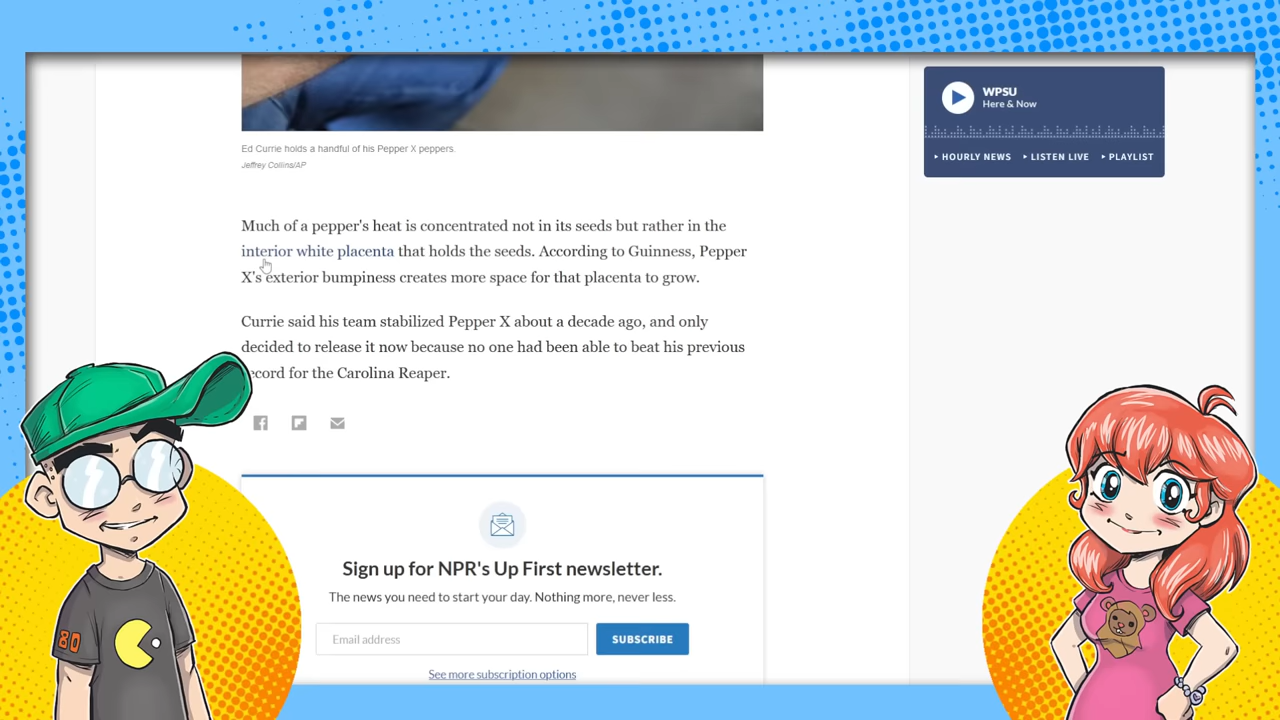 Ed Currie holds a handful of his Pepper X peppers.
Jeffrey Collins/AP
Much of a pepper's heat is concentrated not in its seeds but rather in the
interior white placenta that holds the seeds. According to Guinness, Pepper
X's exterior bumpiness creates more space for that placenta to grow.
Currie said his team stabilized Pepper X about a decade ago, and only
decided to release it now because no one had been able to beat his previous
record for the Carolina Reaper.
Sign up for NPR's Up First newsletter.
The news you need to start your day. Nothing more, never less.
Email address
SUBSCRIBE
See more subscription options
WPSU
Here & Now
HOURLY NEWS LISTEN LIVE PLAYLIST
80